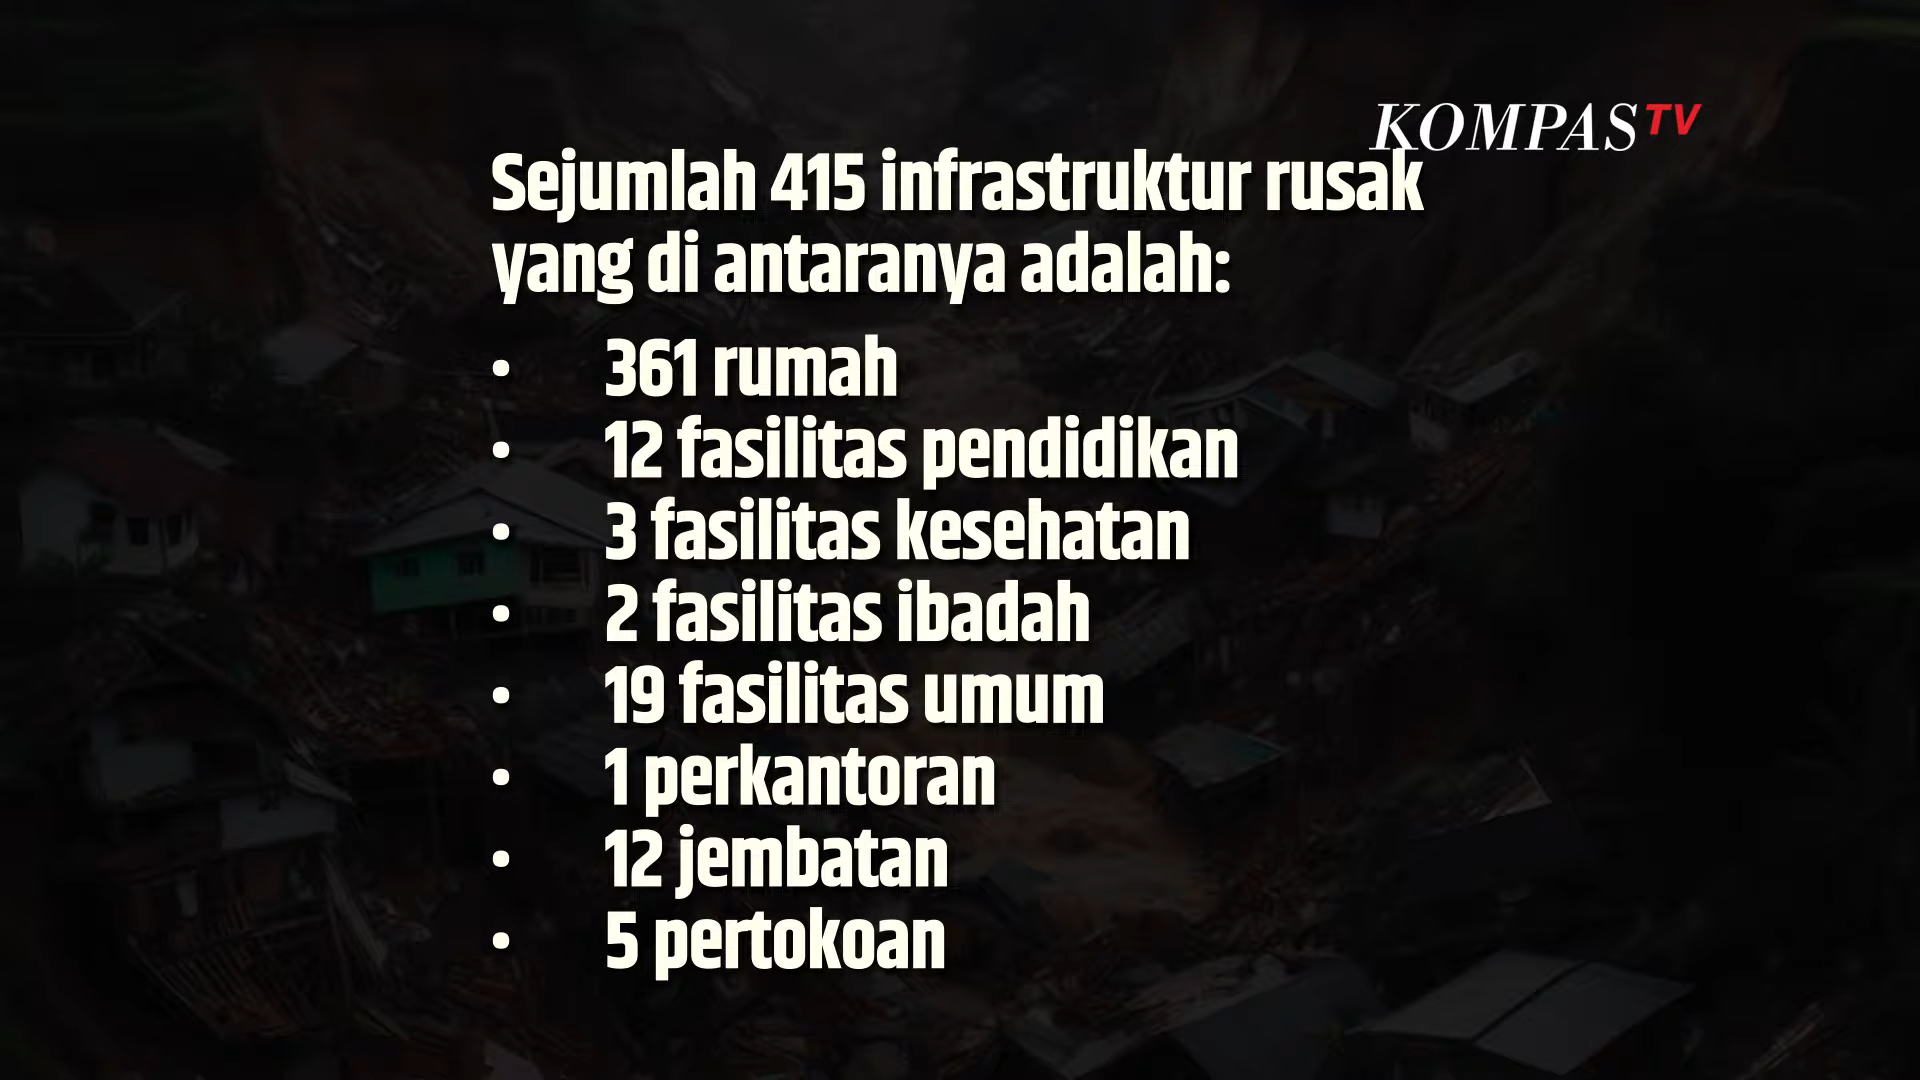 KOMPAS TV
Sejumlah 415 infrastruktur rusak
yang di antaranya adalah:
• 361 rumah
• 12 fasilitas pendidikan
• 3 fasilitas kesehatan
• 2 fasilitas ibadah
• 19 fasilitas umum
• 1 perkantoran
• 12 jembatan
• 5 pertokoan